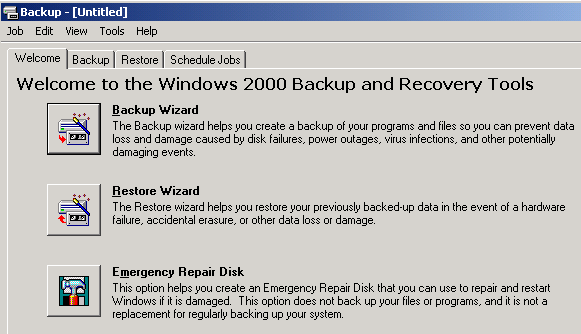 Backup - [Untitled]
Job Edit View Tools Help
Welcome Backup Restore Schedule Jobs
Welcome to the Windows 2000 Backup and Recovery Tools
Backup Wizard
The Backup wizard helps you create a backup of your programs and files so you can prevent data
loss and damage caused by disk failures, power outages, virus infections, and other potentially
damaging events.
Restore Wizard
The Restore wizard helps you restore your previously backed-up data in the event of a hardware
failure, accidental erasure, or other data loss or damage.
Emergency Repair Disk
This option helps you create an Emergency Repair Disk that you can use to repair and restart
Windows if it is damaged.  This option does not back up your files or programs, and it is not a
replacement for regularly backing up your system.